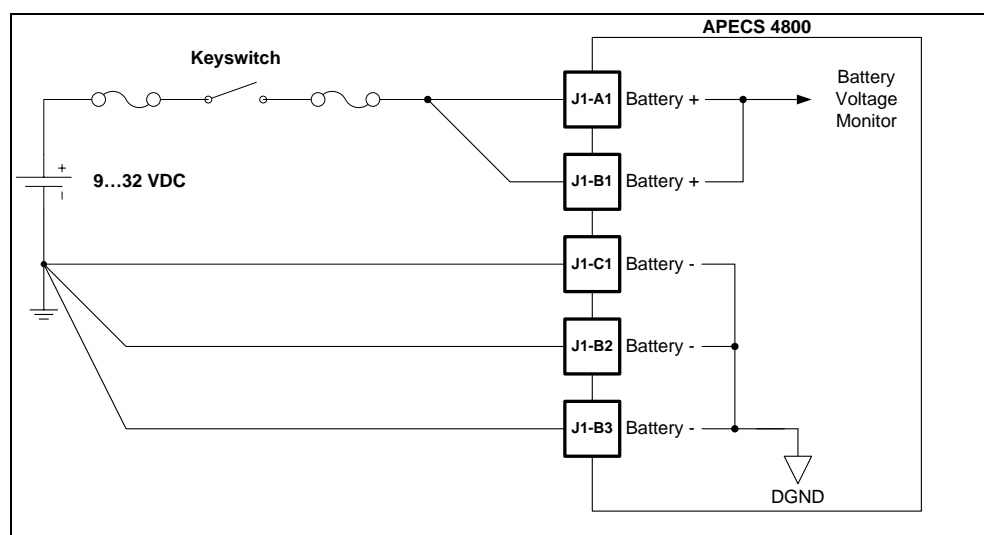 APECS 4800
Keyswitch
J1-A1 Battery +
Battery
Voltage
Monitor
+
9…32 VDC
–
J1-B1 Battery +
J1-C1 Battery -
J1-B2 Battery -
J1-B3 Battery -
DGND